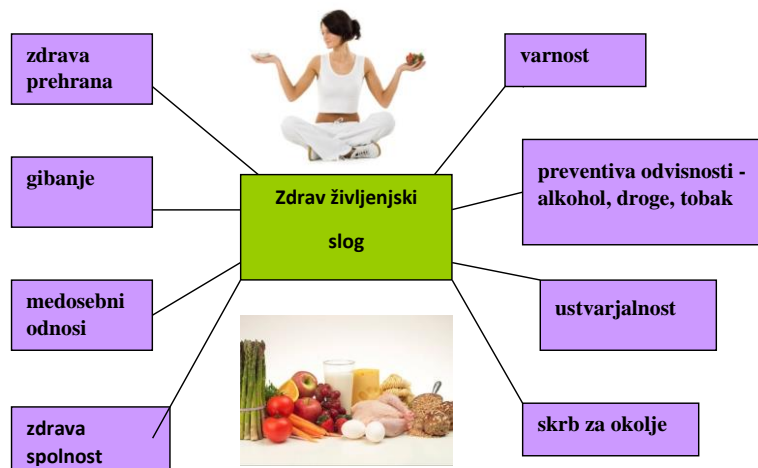 zdrava
prehrana
gibanje
medosebni
odnosi
zdrava
spolnost
Zdrav življenjski
slog
varnost
preventiva odvisnosti -
alkohol, droge, tobak
ustvarjalnost
skrb za okolje